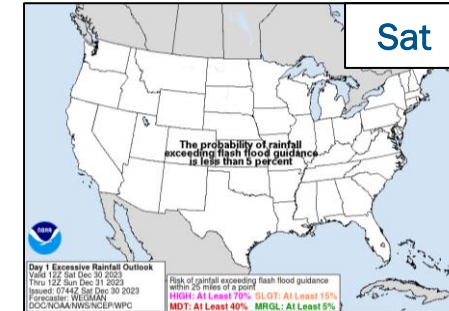 Sat
The probability of rainfall
exceeding flash flood guidance
is less than 5 percent
noaa
Day 1 Excessive Rainfall Outlook
Valid 12Z Sat Dec 30 2023
Thru 12Z Sun Dec 31 2023
Issued: 0744Z Sat Dec 30 2023
Forecaster: WEGMAN
DOC/NOAA/NWS/NCEP/WPC
Risk of rainfall exceeding flash flood guidance
within 25 miles of a point
HIGH: At Least 70% SLGT: At Least 15%
MDT: At Least 40% MRGL: At Least 5%